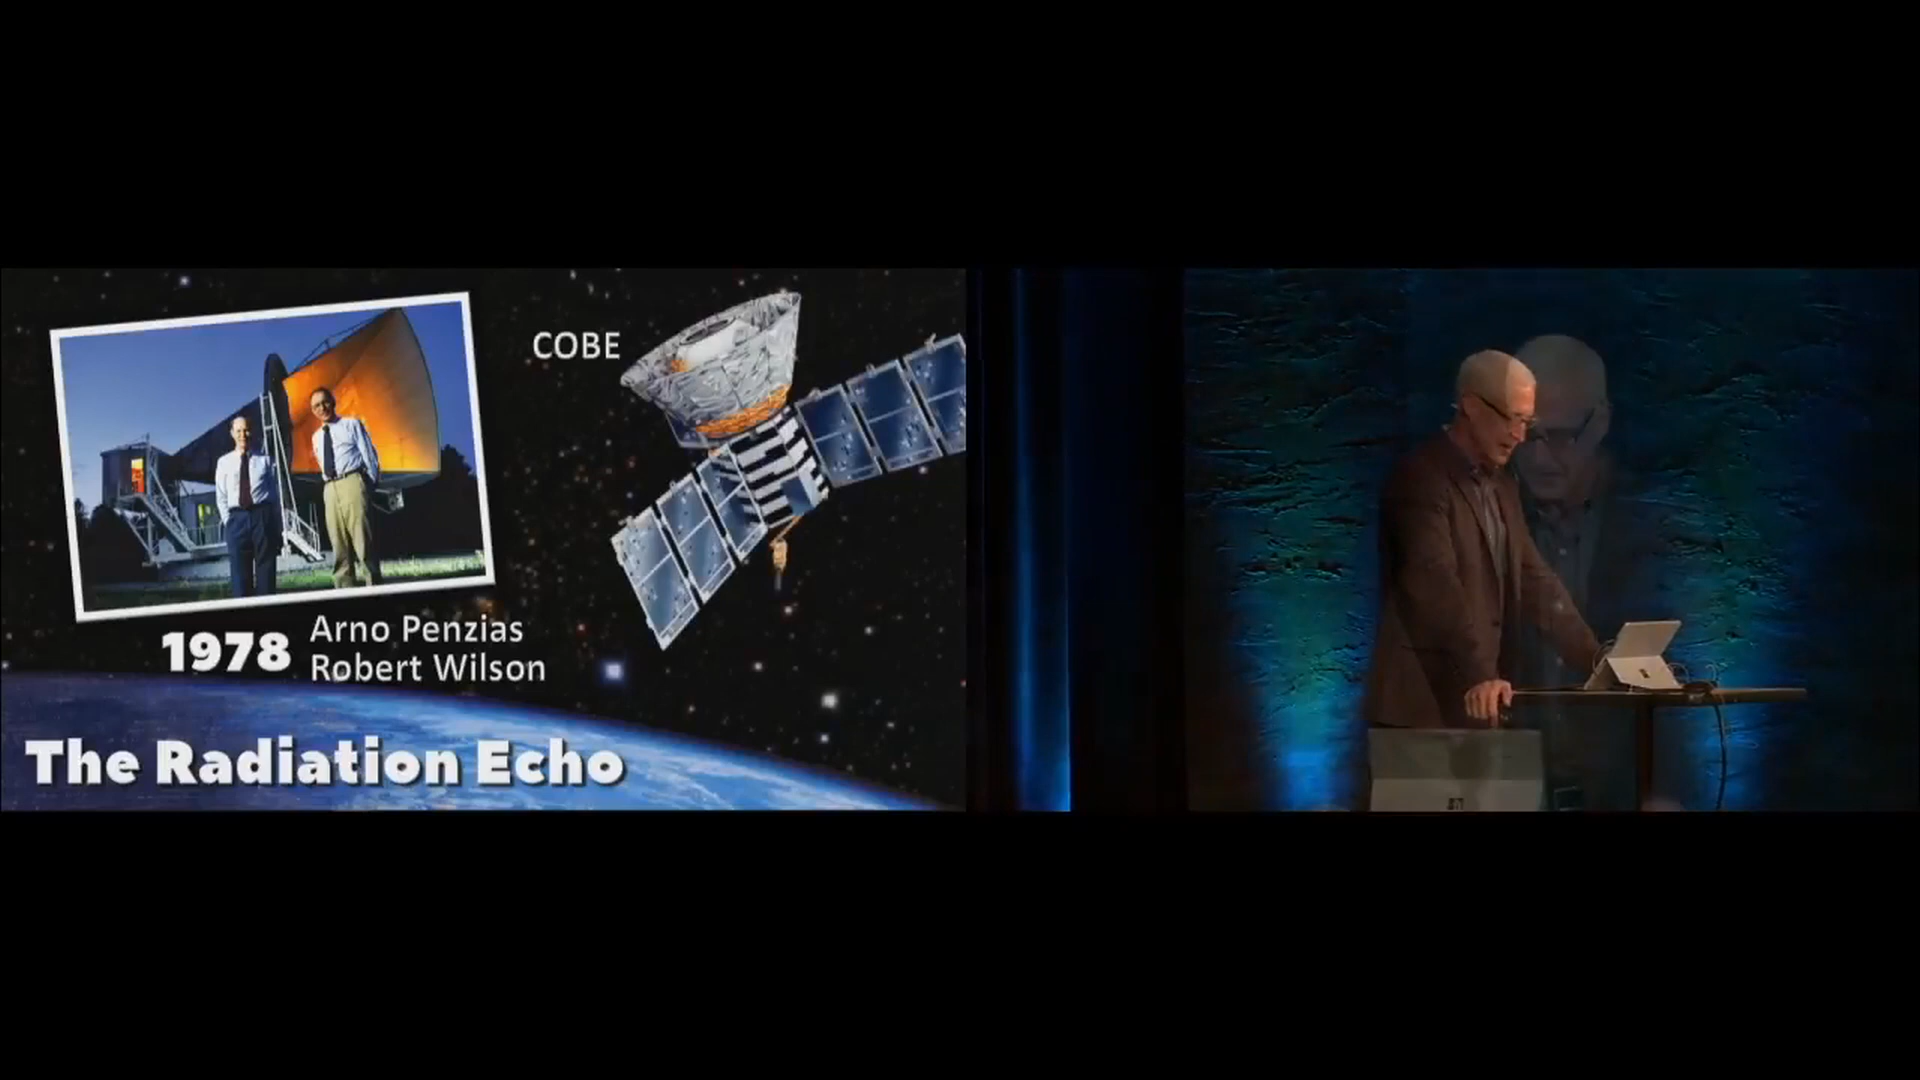 COBE
1978
Arno Penzias
Robert Wilson
The Radiation Echo